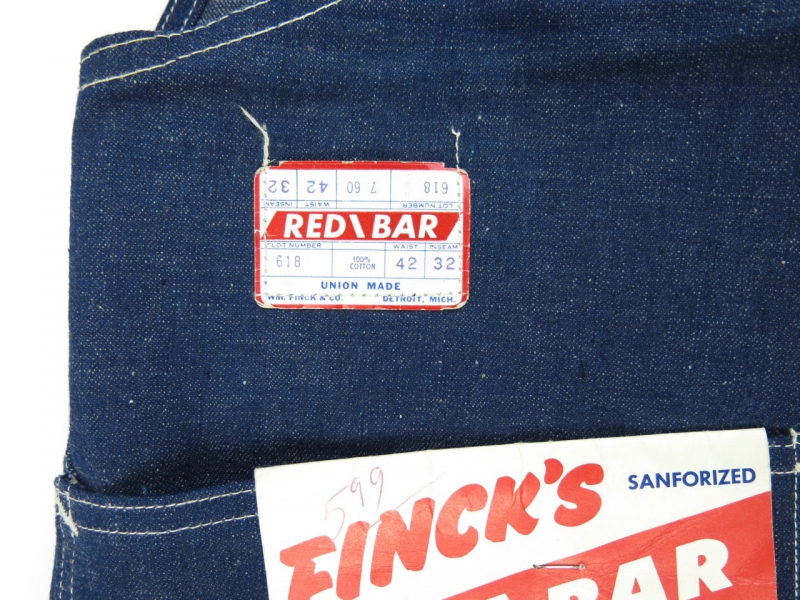 618 7 60 42 32
LOT NUMBER WAIST INSEAM
RED\BAR
LOT NUMBER WAIST INSEAM
618 100% COTTON 42 32
UNION MADE
WM. FINCK & CO. DETROIT, MICH.
599
FINCK'S SANFORIZED
BAR